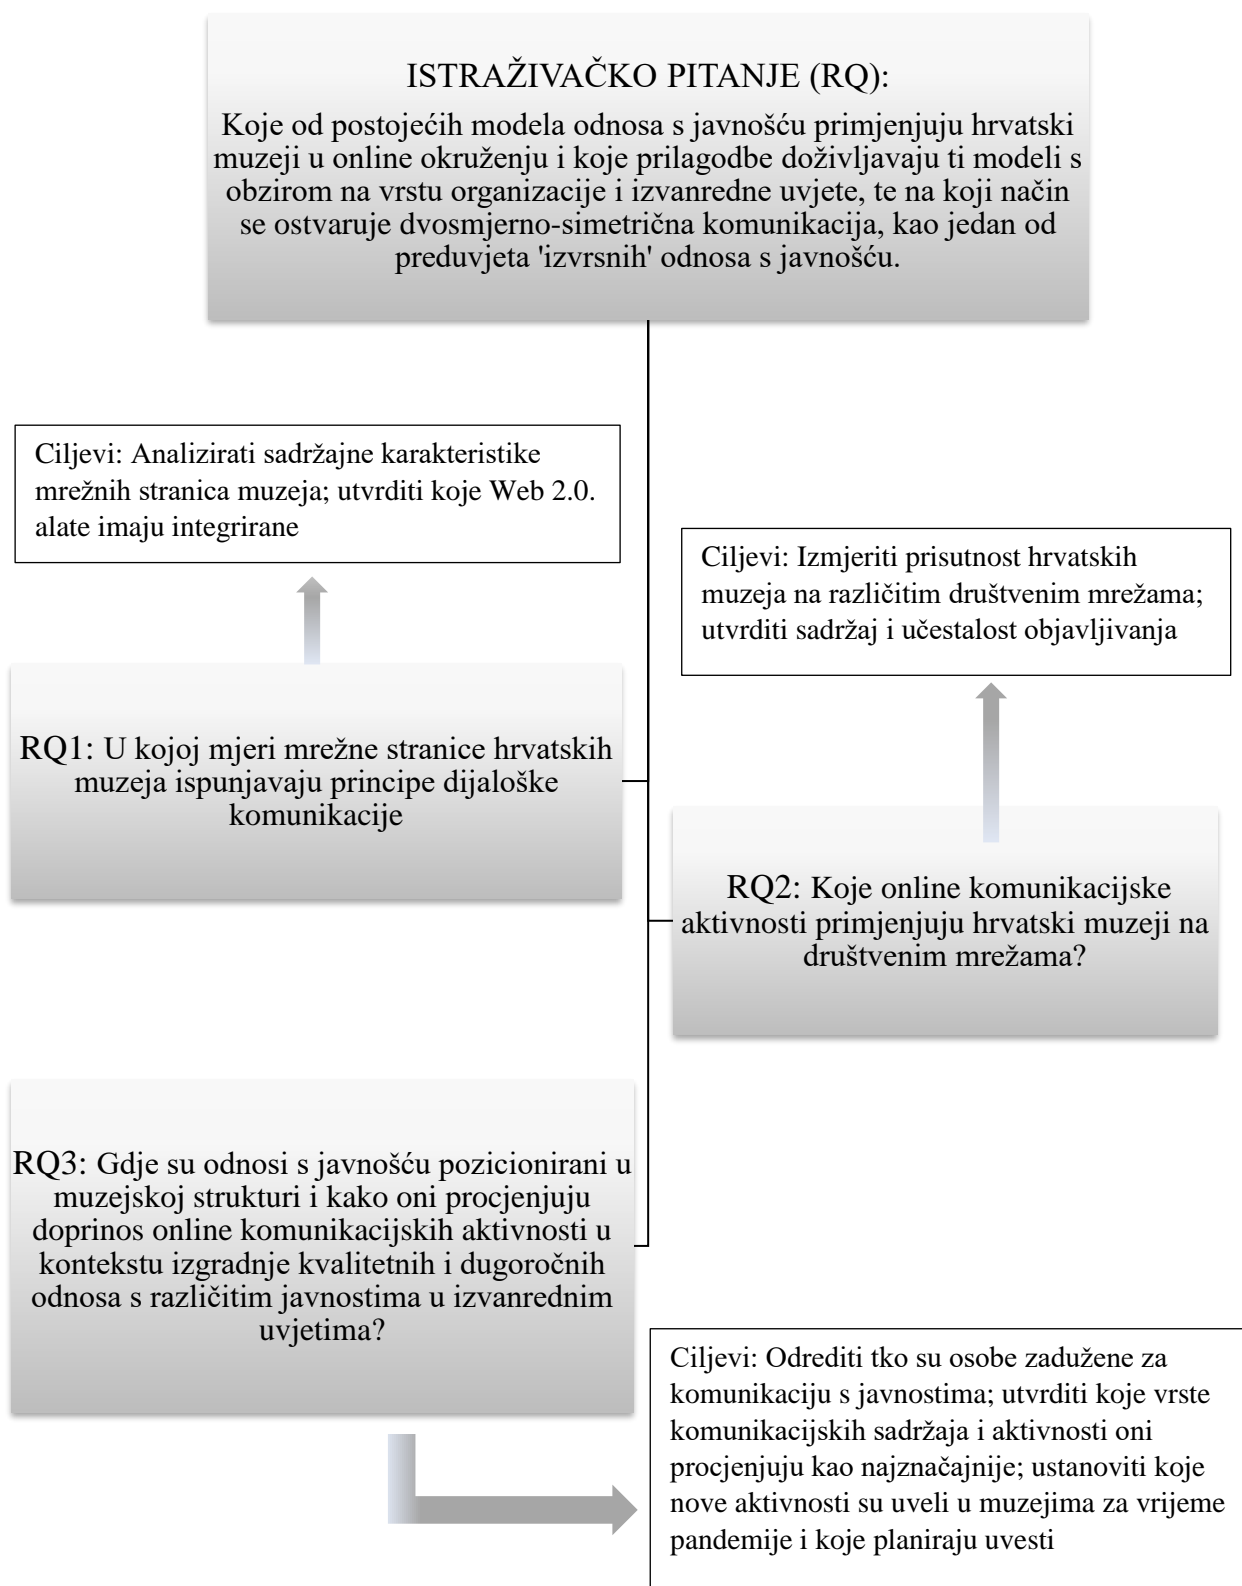 ISTRAŽIVAČKO PITANJE (RQ):
Koje od postojećih modela odnosa s javnošću primjenjuju hrvatski
muzeji u online okruženju i koje prilagodbe doživljavaju ti modeli s
obzirom na vrstu organizacije i izvanredne uvjete, te na koji način
se ostvaruje dvosmjerno-simetrična komunikacija, kao jedan od
preduvjeta 'izvrsnih' odnosa s javnošću.
Ciljevi: Analizirati sadržajne karakteristike
mrežnih stranica muzeja; utvrditi koje Web 2.0.
alate imaju integrirane
Ciljevi: Izmjeriti prisutnost hrvatskih
muzeja na različitim društvenim mrežama;
utvrditi sadržaj i učestalost objavljivanja
RQ1: U kojoj mjeri mrežne stranice hrvatskih
muzeja ispunjavaju principe dijaloške
komunikacije
RQ2: Koje online komunikacijske
aktivnosti primjenjuju hrvatski muzeji na
društvenim mrežama?
RQ3: Gdje su odnosi s javnošću pozicionirani u
muzejskoj strukturi i kako oni procjenjuju
doprinos online komunikacijskih aktivnosti u
kontekstu izgradnje kvalitetnih i dugoročnih
odnosa s različitim javnostima u izvanrednim
uvjetima?
Ciljevi: Odrediti tko su osobe zadužene za
komunikaciju s javnostima; utvrditi koje vrste
komunikacijskih sadržaja i aktivnosti oni
procjenjuju kao najznačajnije; ustanoviti koje
nove aktivnosti su uveli u muzejima za vrijeme
pandemije i koje planiraju uvesti